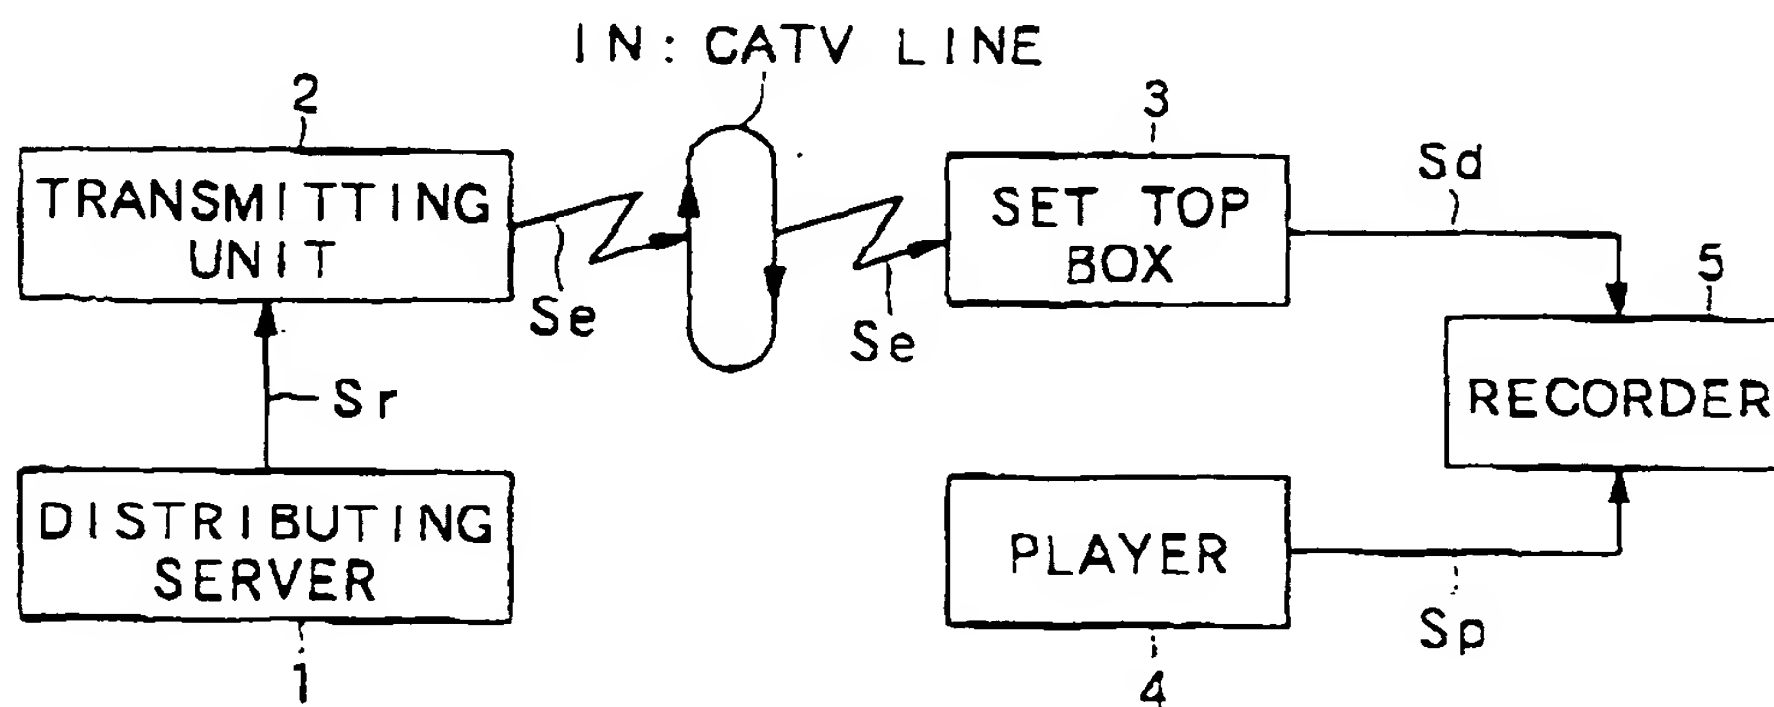 IN: CATV LINE
2
3
TRANSMITTING
UNIT
SET TOP
BOX
Sd
5
Se
Se
Sr
RECORDER
DISTRIBUTING
SERVER
PLAYER
Sp
1
4